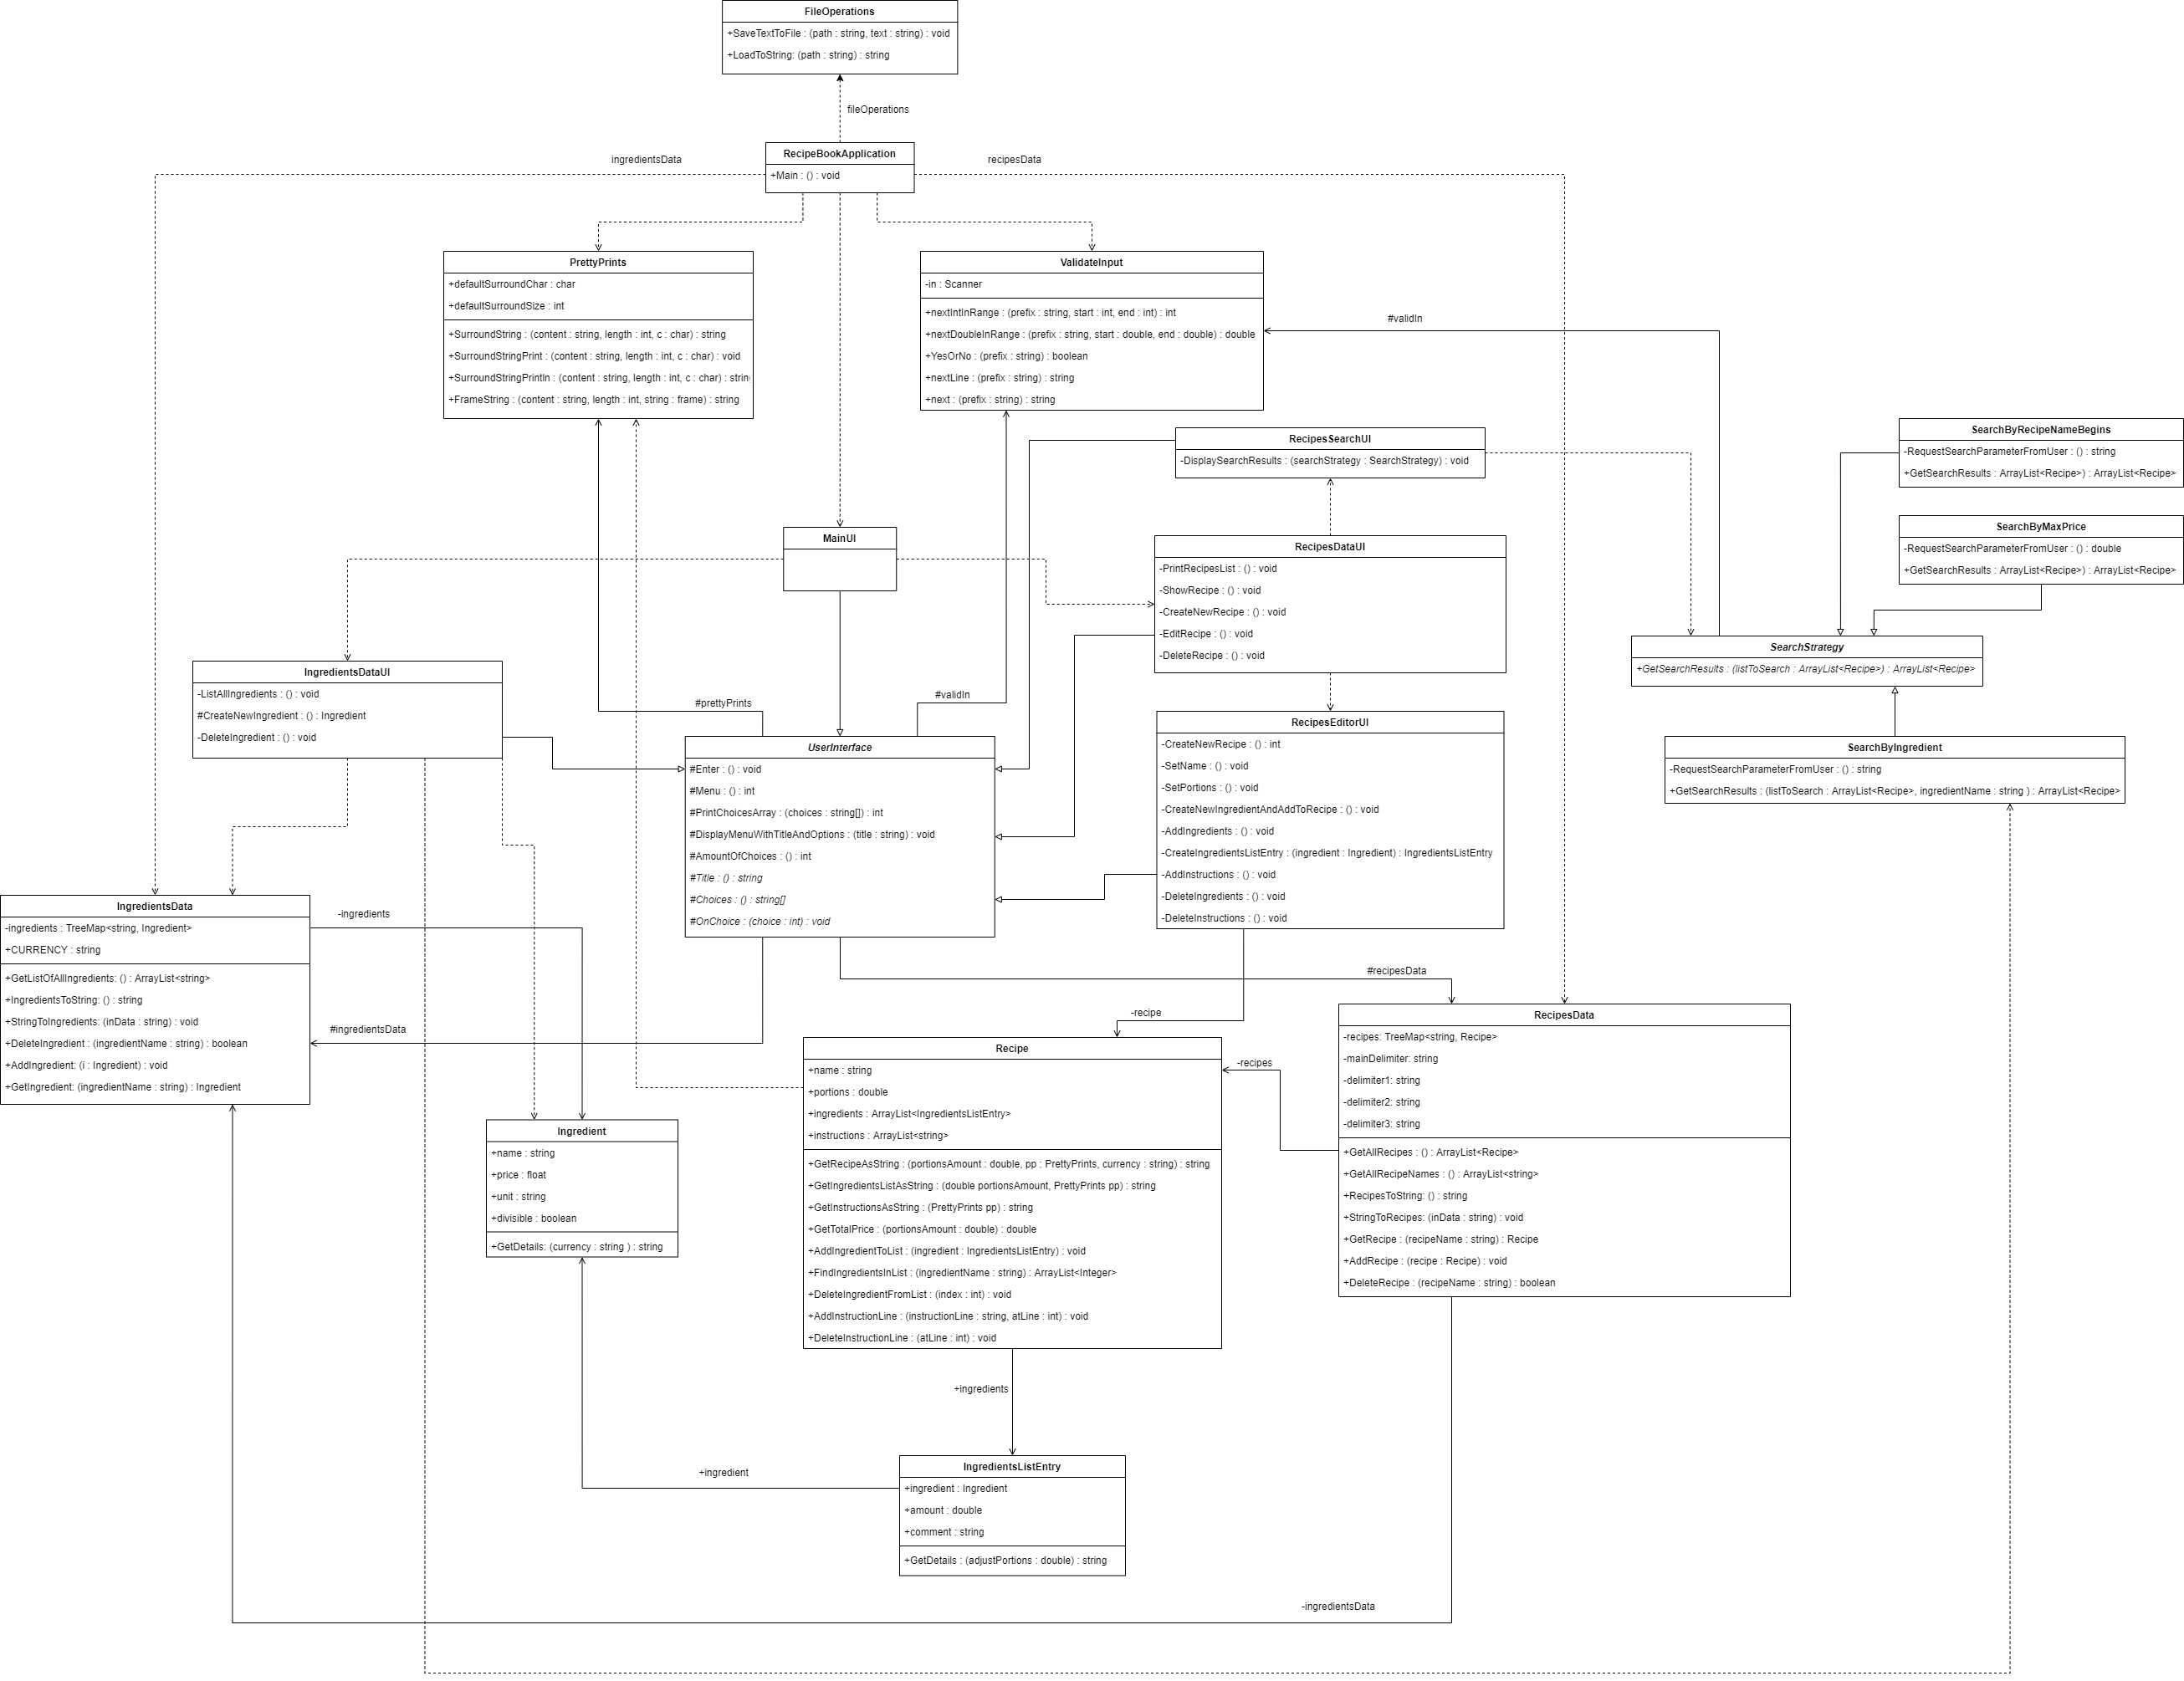 FileOperations
+SaveTextToFile : (path : string, text : string) : void
+LoadToString: (path : string) : string
fileOperations
RecipeBookApplication
+Main : () : void
ingredientsData
recipesData
PrettyPrints
+defaultSurroundChar : char
+defaultSurroundSize : int
+SurroundString : (content : string, length : int, c : char) : string
+SurroundStringPrint : (content : string, length : int, c : char) : void
+SurroundStringPrintln : (content : string, length : int, c : char) : strin
+FrameString : (content : string, length : int, string : frame) : string
ValidateInput
-in : Scanner
+nextIntInRange : (prefix : string, start : int, end : int) : int
+nextDoubleInRange : (prefix : string, start : double, end : double) : double
+YesOrNo : (prefix : string) : boolean
+nextLine : (prefix : string) : string
+next : (prefix : string) : string
#validIn
RecipesSearchUI
-DisplaySearchResults : (searchStrategy : SearchStrategy) : void
SearchByRecipeNameBegins
-RequestSearchParameterFromUser : () : string
+GetSearchResults : ArrayList<Recipe>) : ArrayList<Recipe>
SearchByMaxPrice
-RequestSearchParameterFromUser : () : double
+GetSearchResults : ArrayList<Recipe>) : ArrayList<Recipe>
MainUI
RecipesDataUI
-PrintRecipesList : () : void
-ShowRecipe : () : void
-CreateNewRecipe : () : void
-EditRecipe : () : void
-DeleteRecipe : () : void
SearchStrategy
+GetSearchResults : (listToSearch : ArrayList<Recipe>) : ArrayList<Recipe>
IngredientsDataUI
-ListAllIngredients : () : void
#CreateNewIngredient : () : Ingredient
-DeleteIngredient : () : void
#prettyPrints
#validIn
UserInterface
#Enter : () : void
#Menu : () : int
#PrintChoicesArray : (choices : string[]) : int
#DisplayMenuWithTitleAndOptions : (title : string) : void
#AmountOfChoices : () : int
#Title : () : string
#Choices : () : string[]
#OnChoice : (choice : int) : void
RecipesEditorUI
-CreateNewRecipe : () : int
-SetName : () : void
-SetPortions : () : void
-CreateNewIngredientAndAddToRecipe : () : void
-AddIngredients : () : void
-CreateIngredientsListEntry : (ingredient : Ingredient) : IngredientsListEntry
-AddInstructions : () : void
-DeleteIngredients : () : void
-DeleteInstructions : () : void
SearchByIngredient
-RequestSearchParameterFromUser : () : string
+GetSearchResults : (listToSearch : ArrayList<Recipe>, ingredientName : string ) : ArrayList<Recipe>
IngredientsData
-ingredients : TreeMap<string, Ingredient>
+CURRENCY : string
+GetListOfAllIngredients: () : ArrayList<string>
+IngredientsToString: () : string
+StringToIngredients: (inData : string) : void
+DeleteIngredient : (ingredientName : string) : boolean
+AddIngredient: (i : Ingredient) : void
+GetIngredient: (ingredientName : string) : Ingredient
-ingredients
#ingredientsData
#recipesData
-recipe
-recipes
Recipe
+name : string
+portions : double
+ingredients : ArrayList<IngredientsListEntry>
+instructions : ArrayList<string>
+GetRecipeAsString : (portionsAmount : double, pp : PrettyPrints, currency : string) : string
+GetIngredientsListAsString : (double portionsAmount, PrettyPrints pp) : string
+GetInstructionsAsString : (PrettyPrints pp) : string
+GetTotalPrice : (portionsAmount : double) : double
+AddIngredientToList : (ingredient : IngredientsListEntry) : void
+FindIngredientsInList : (ingredientName : string) : ArrayList<Integer>
+DeleteIngredientFromList : (index : int) : void
+AddInstructionLine : (instructionLine : string, atLine : int) : void
+DeleteInstructionLine : (atLine : int) : void
RecipesData
-recipes: TreeMap<string, Recipe>
-mainDelimiter: string
-delimiter1: string
-delimiter2: string
-delimiter3: string
+GetAllRecipes : () : ArrayList<Recipe>
+GetAllRecipeNames : () : ArrayList<string>
+RecipesToString: () : string
+StringToRecipes: (inData : string) : void
+GetRecipe : (recipeName : string) : Recipe
+AddRecipe : (recipe : Recipe) : void
+DeleteRecipe : (recipeName : string) : boolean
Ingredient
+name : string
+price : float
+unit : string
+divisible : boolean
+GetDetails: (currency : string ) : string
+ingredients
+ingredient
IngredientsListEntry
+ingredient : Ingredient
+amount : double
+comment : string
+GetDetails : (adjustPortions : double) : string
-ingredientsData